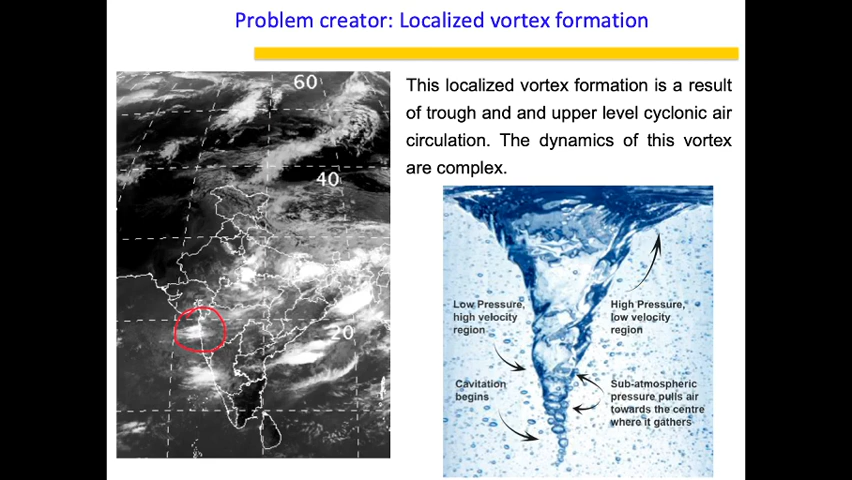 Problem creator: Localized vortex formation
This localized vortex formation is a result
of trough and and upper level cyclonic air
circulation. The dynamics of this vortex
are complex.
60
40
20
Low Pressure,
high velocity
region
High Pressure,
low velocity
region
Cavitation
begins
Sub-atmospheric
pressure pulls air
towards the centre
where it gathers